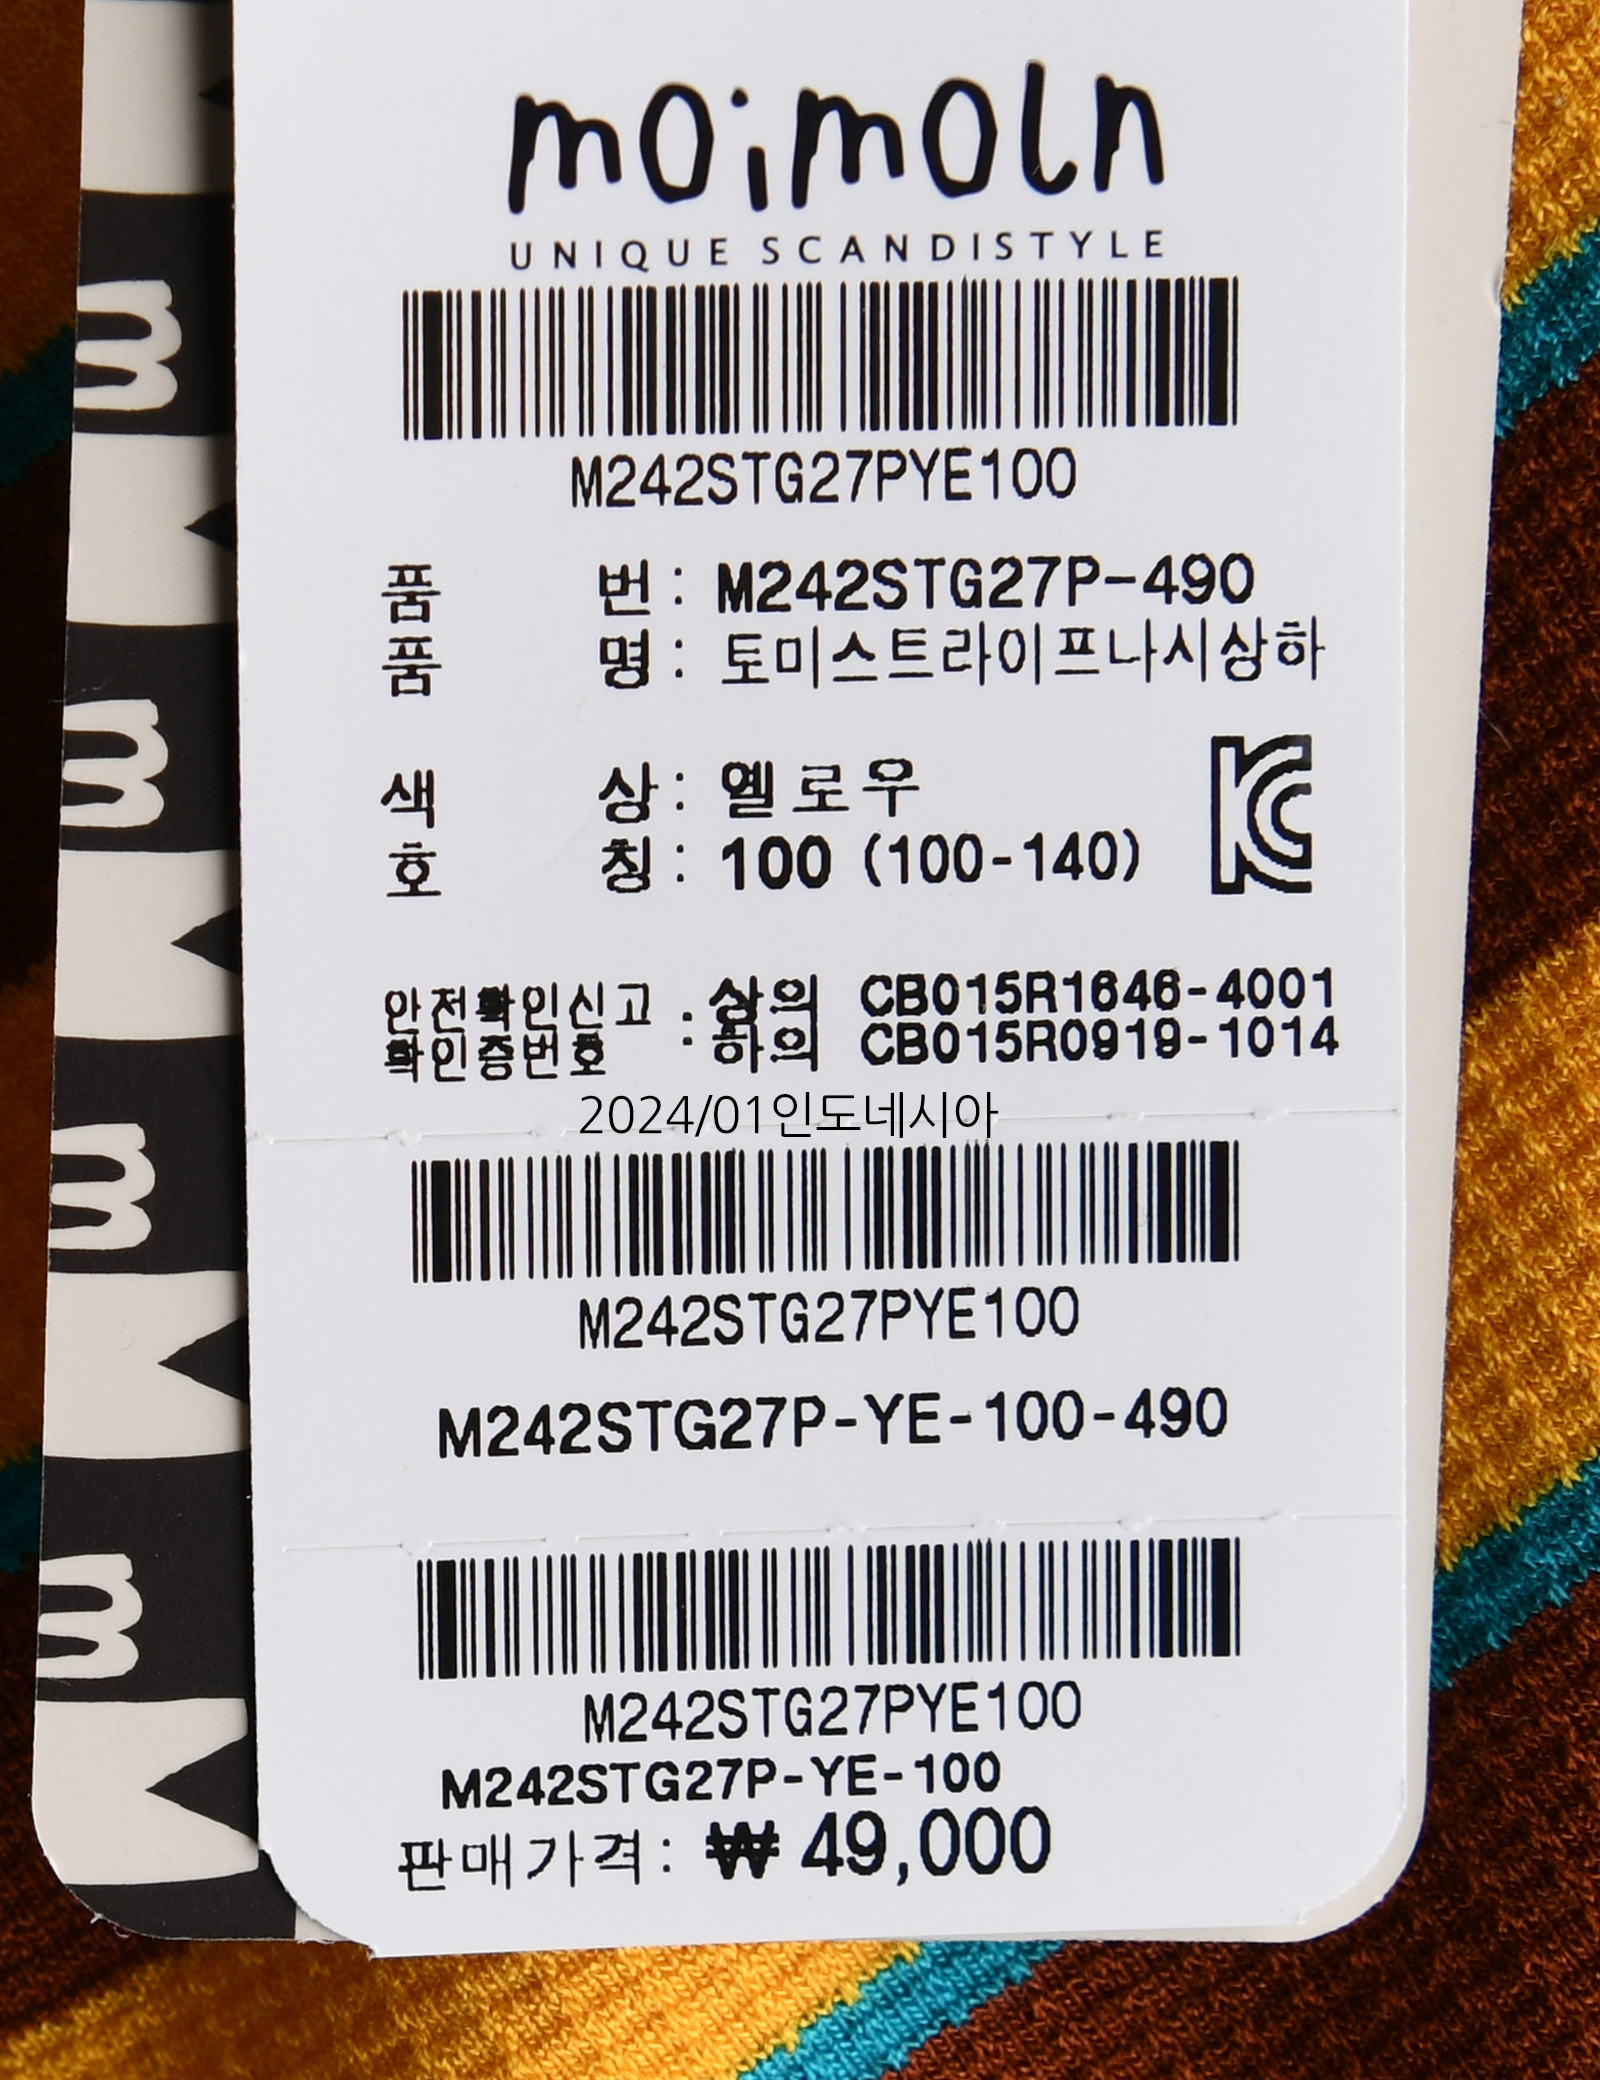 moimoln
UNIQUE SCANDISTYLE
M242STG27PYE100
품 번 : M242STG27P-490
품 명 : 토미스트라이프나시상하
색 상 : 옐로우
호 칭 : 100 (100-140)
안전확인신고 확인증번호 : 상의 CB015R1646-4001
하의 CB015R0919-1014
2024/01인도네시아
M242STG27PYE100
M242STG27P-YE-100-490
M242STG27PYE100
M242STG27P-YE-100
판매가격: ₩ 49,000
m
m
m
m